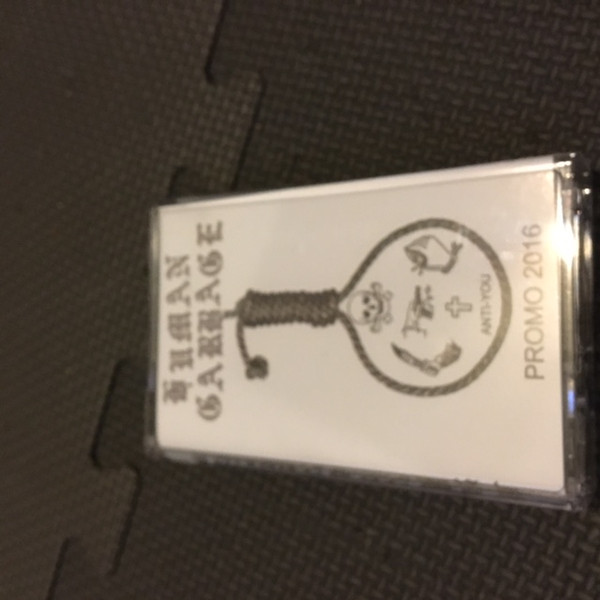 HUMAN
GARBAGE
ANTI-YOU
PROMO 2016